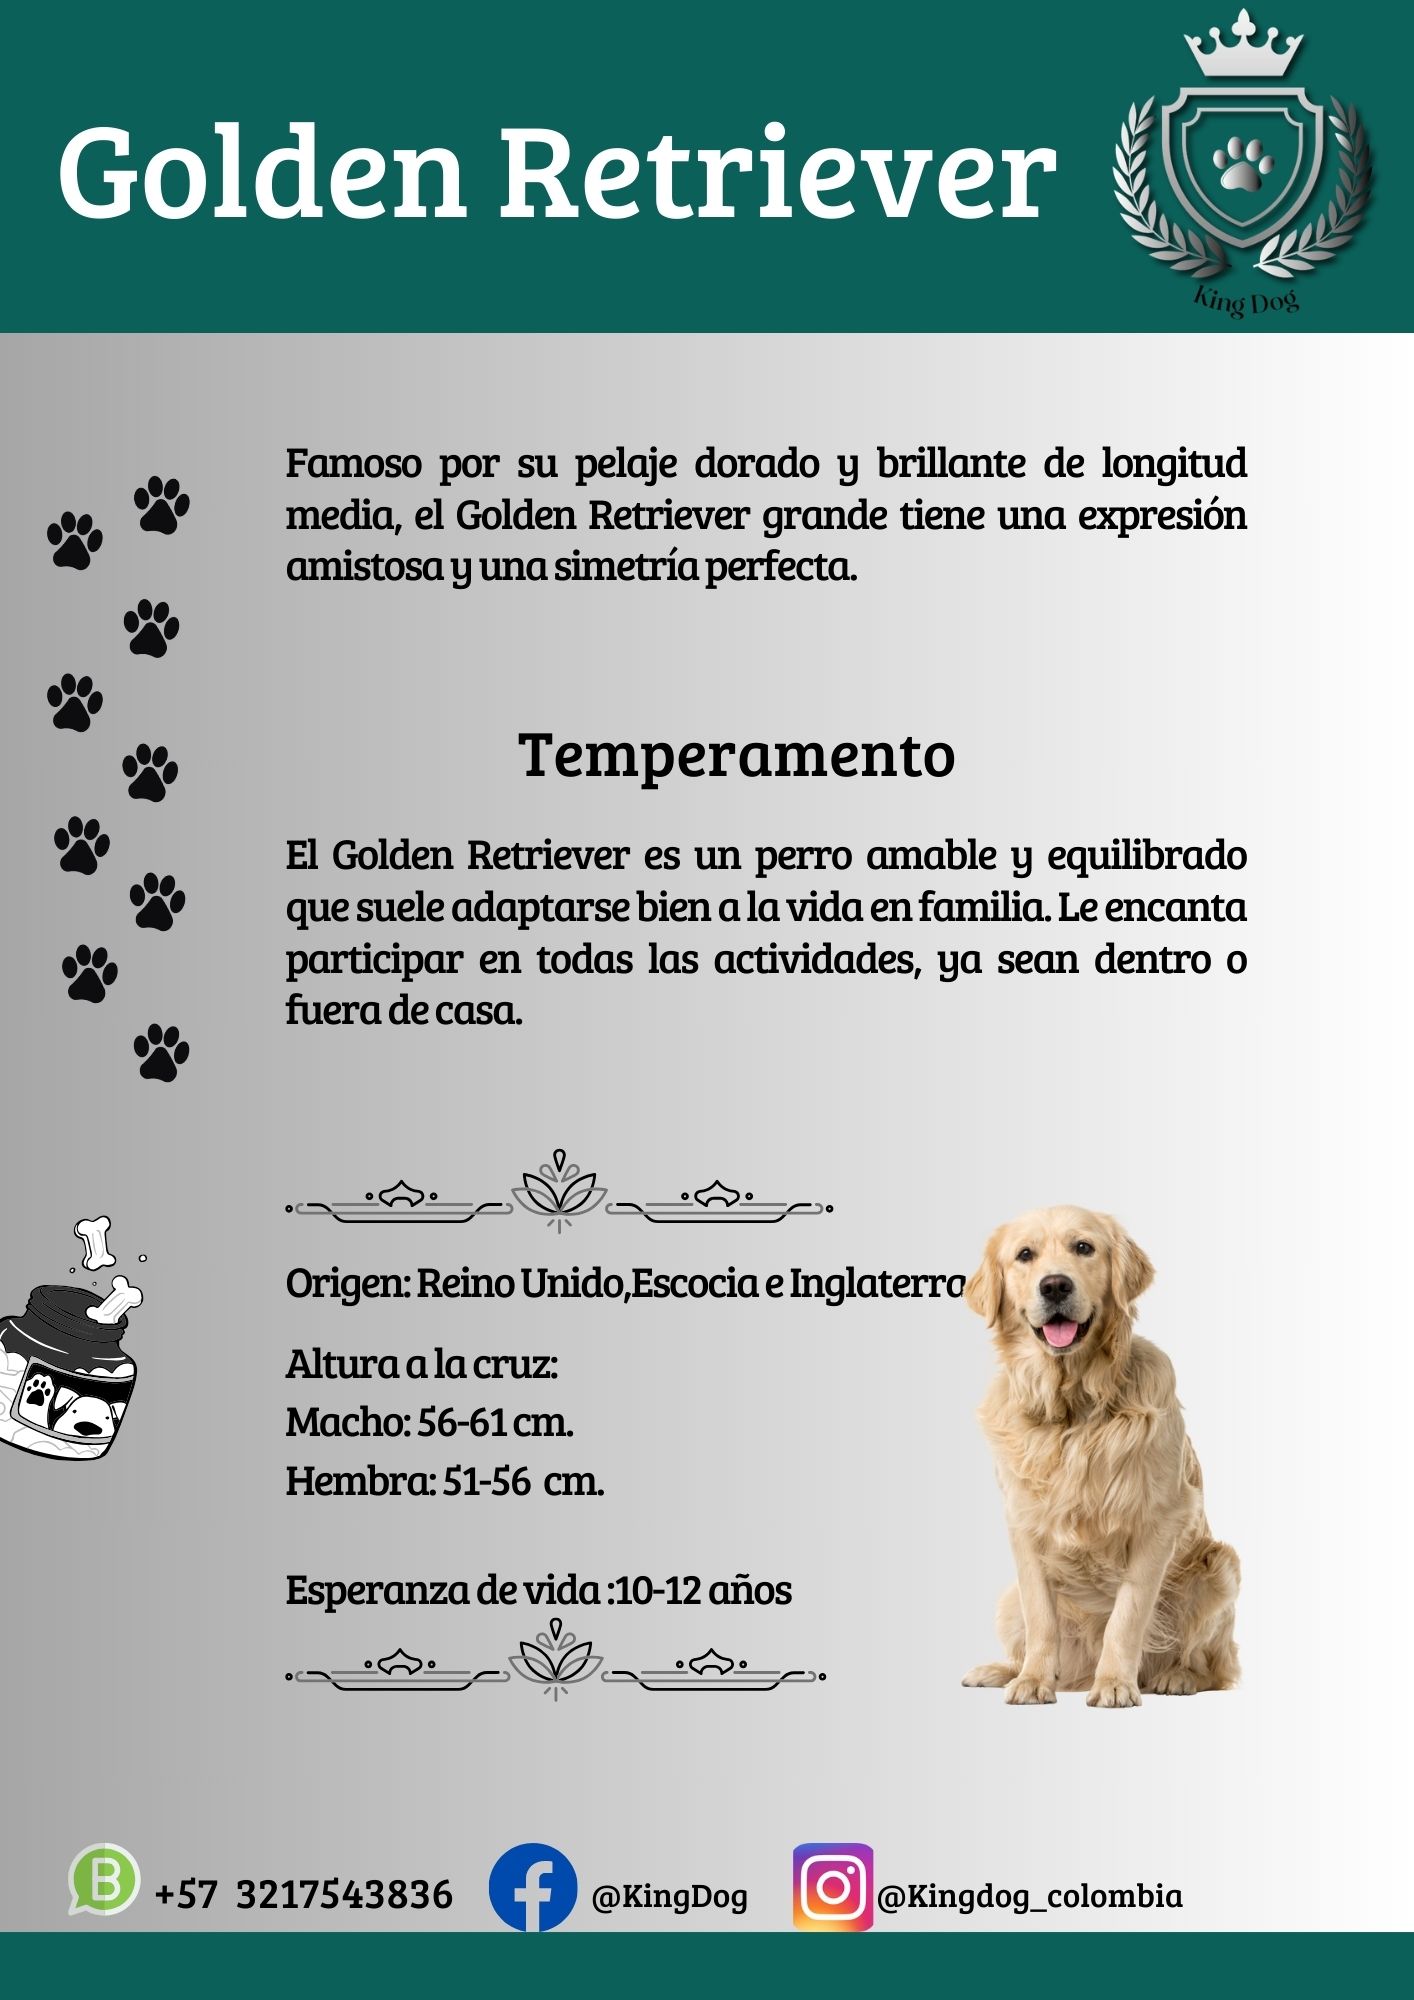 Golden Retriever
King Dog
Famoso por su pelaje dorado y brillante de longitud
media, el Golden Retriever grande tiene una expresión
amistosa y una simetría perfecta.
Temperamento
El Golden Retriever es un perro amable y equilibrado
que suele adaptarse bien a la vida en familia. Le encanta
participar en todas las actividades, ya sean dentro o
fuera de casa.
Origen: Reino Unido,Escocia e Inglaterra
Altura a la cruz:
Macho: 56-61 cm.
Hembra: 51-56 cm.
Esperanza de vida :10-12 años
B +57 3217543836 @KingDog @Kingdog_colombia